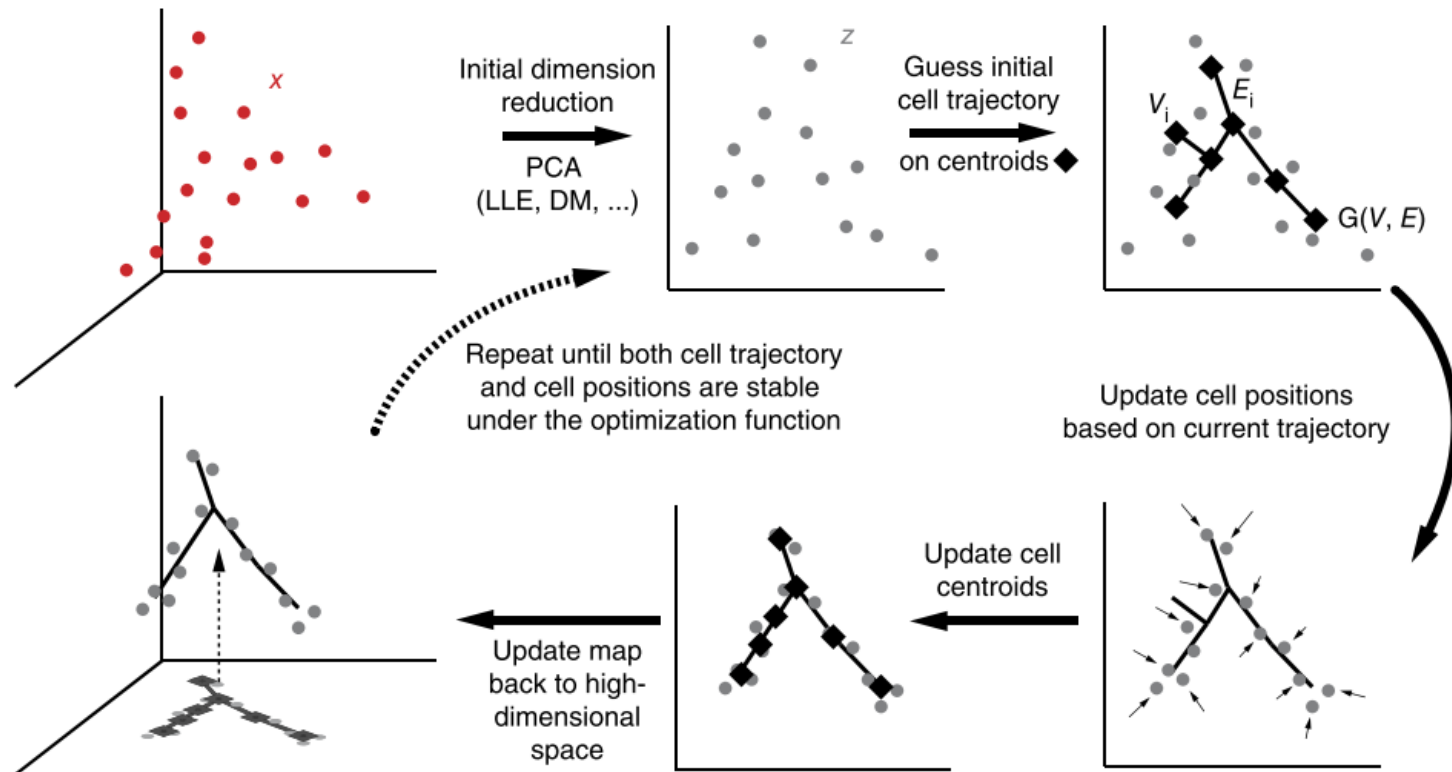 x
Initial dimension
reduction
PCA
(LLE, DM, ...)
z
Guess initial
cell trajectory
on centroids
V_i
E_i
G(V, E)
Update cell positions
based on current trajectory
Update cell
centroids
Update map
back to high-
dimensional
space
Repeat until both cell trajectory
and cell positions are stable
under the optimization function